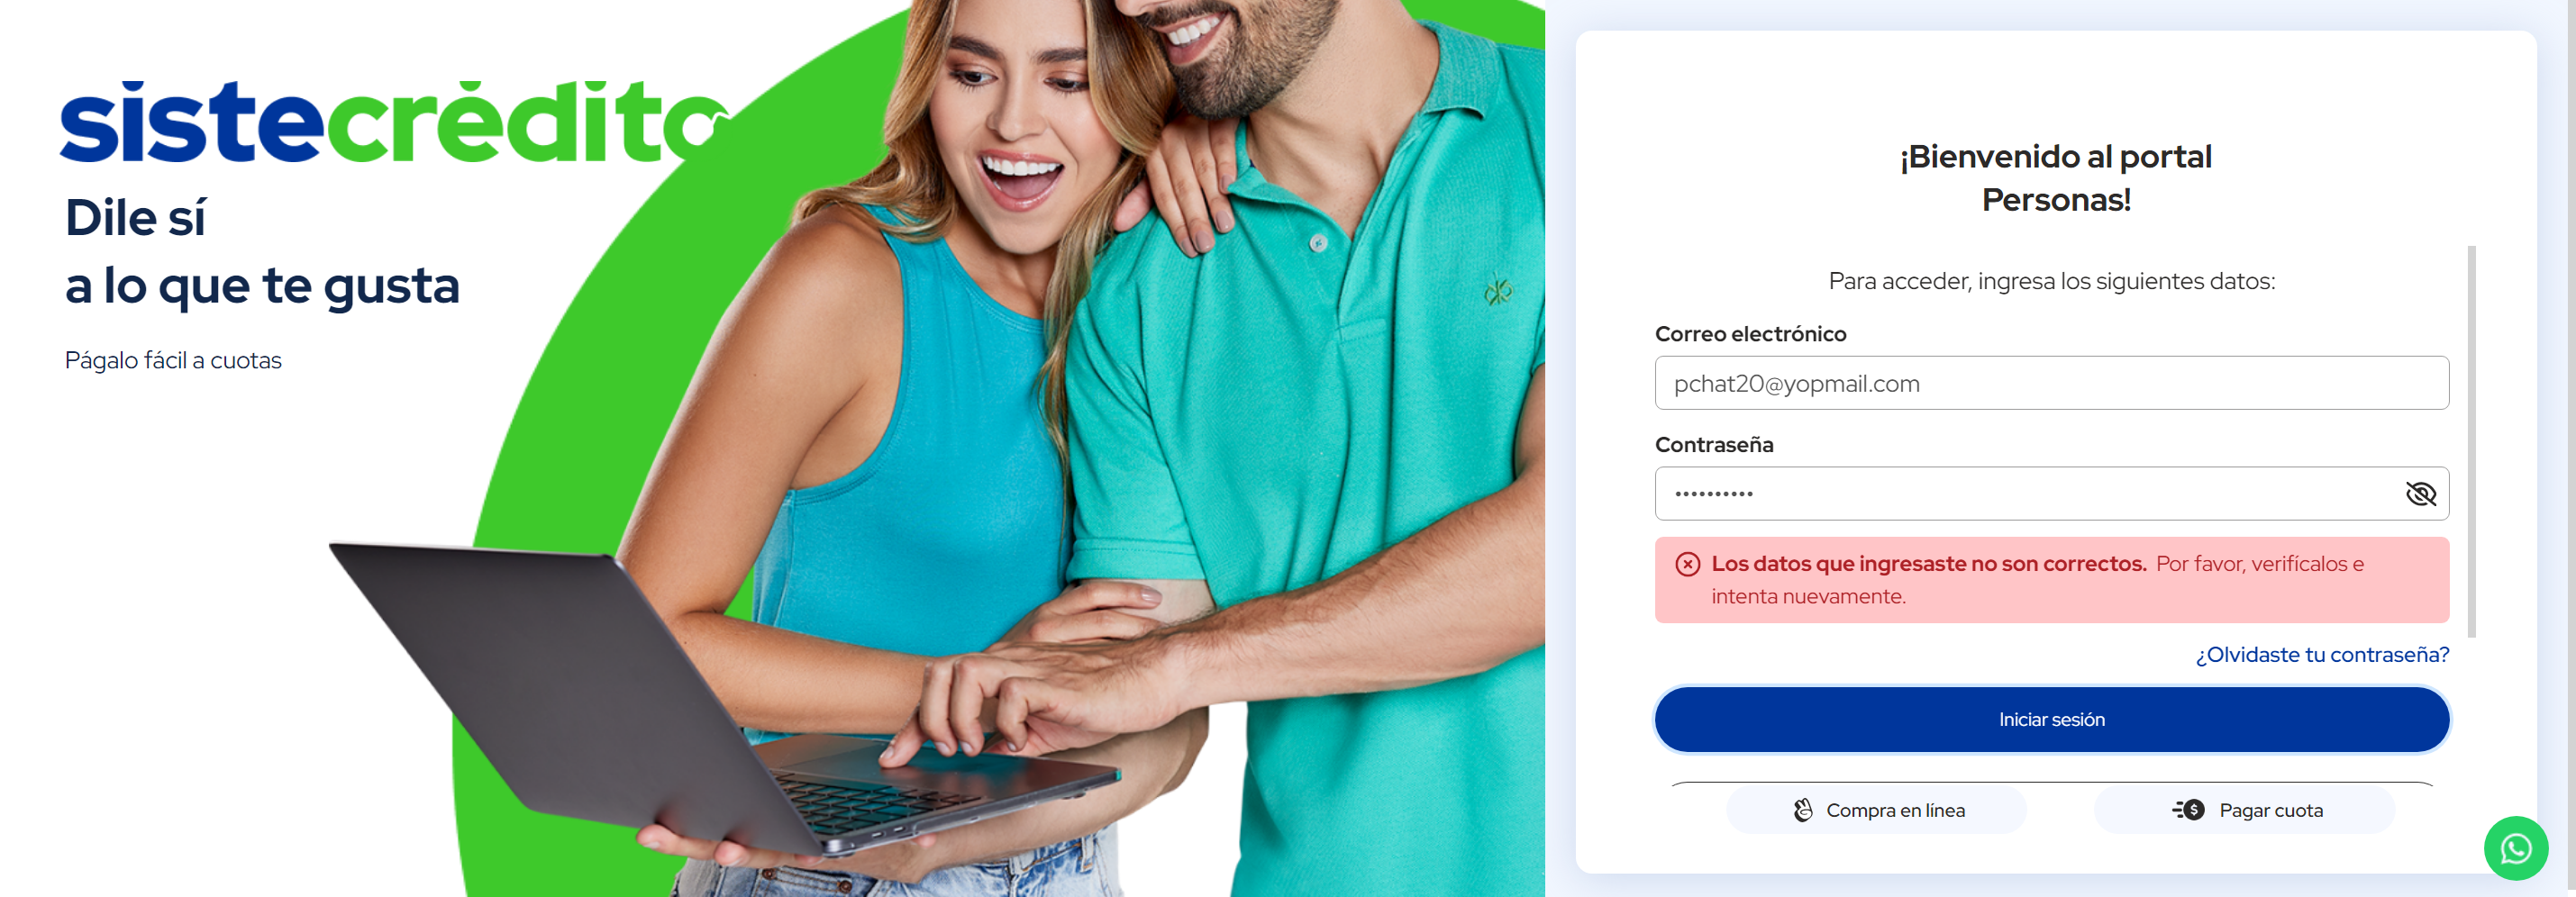 sistecrédito
Dile sí
a lo que te gusta
Págalo fácil a cuotas
¡Bienvenido al portal
Personas!
Para acceder, ingresa los siguientes datos:
Correo electrónico
pchat20@yopmail.com
Contraseña
••••••••••
Los datos que ingresaste no son correctos. Por favor, verifícalos e
intenta nuevamente.
¿Olvidaste tu contraseña?
Iniciar sesión
Compra en línea
Pagar cuota